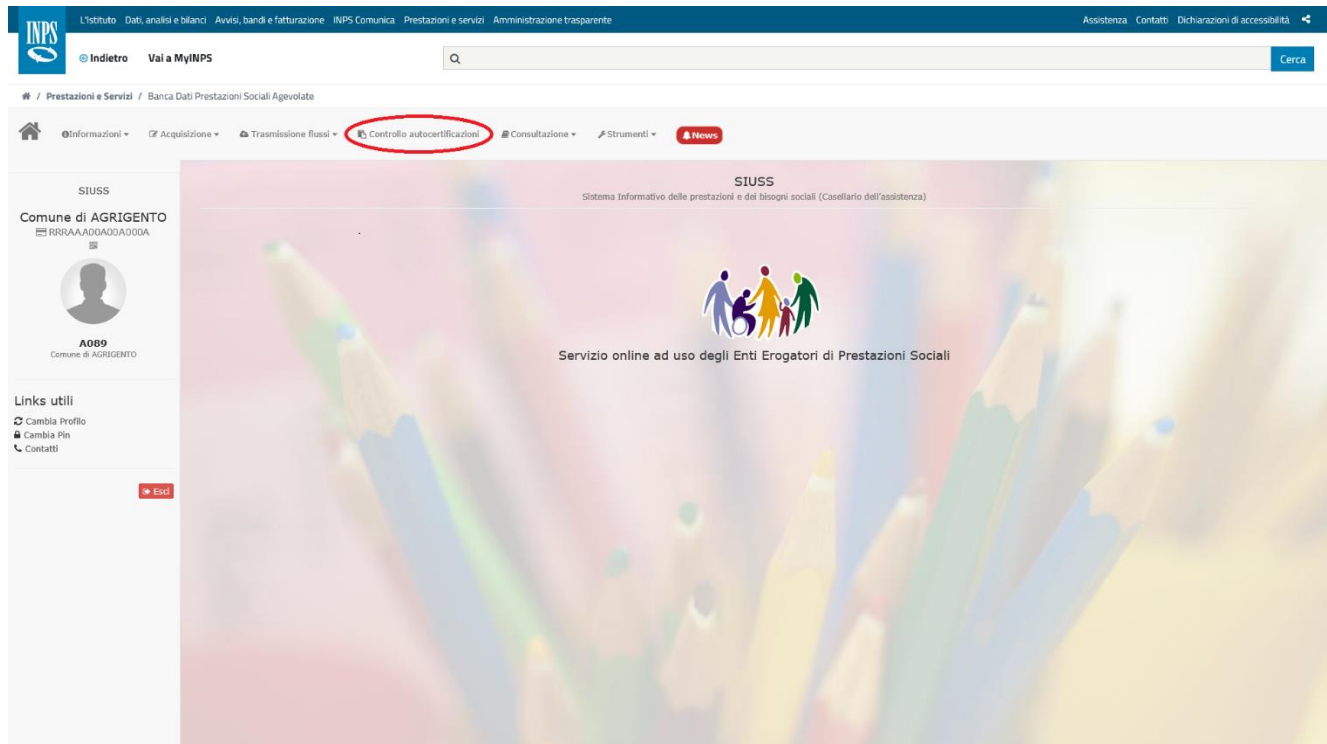 INPS
L'Istituto Dati, analisi e bilanci Avvisi, bandi e fatturazione INPS Comunica Prestazioni e servizi Amministrazione trasparente Assistenza Contatti Dichiarazioni di accessibilità
Indietro Vai a MyINPS Cerca
/ Prestazioni e Servizi / Banca Dati Prestazioni Sociali Agevolate
Informazioni Acquisizione Trasmissione flussi Controllo autocertificazioni Consultazione Strumenti News
SIUSS
Comune di AGRIGENTO
RRRAAA00A00A000A
A089
Comune di AGRIGENTO
Links utili
Cambia Profilo
Cambia Pin
Contatti
Esci
SIUSS
Sistema Informativo delle prestazioni e dei bisogni sociali (Casellario dell'assistenza)
Servizio online ad uso degli Enti Erogatori di Prestazioni Sociali